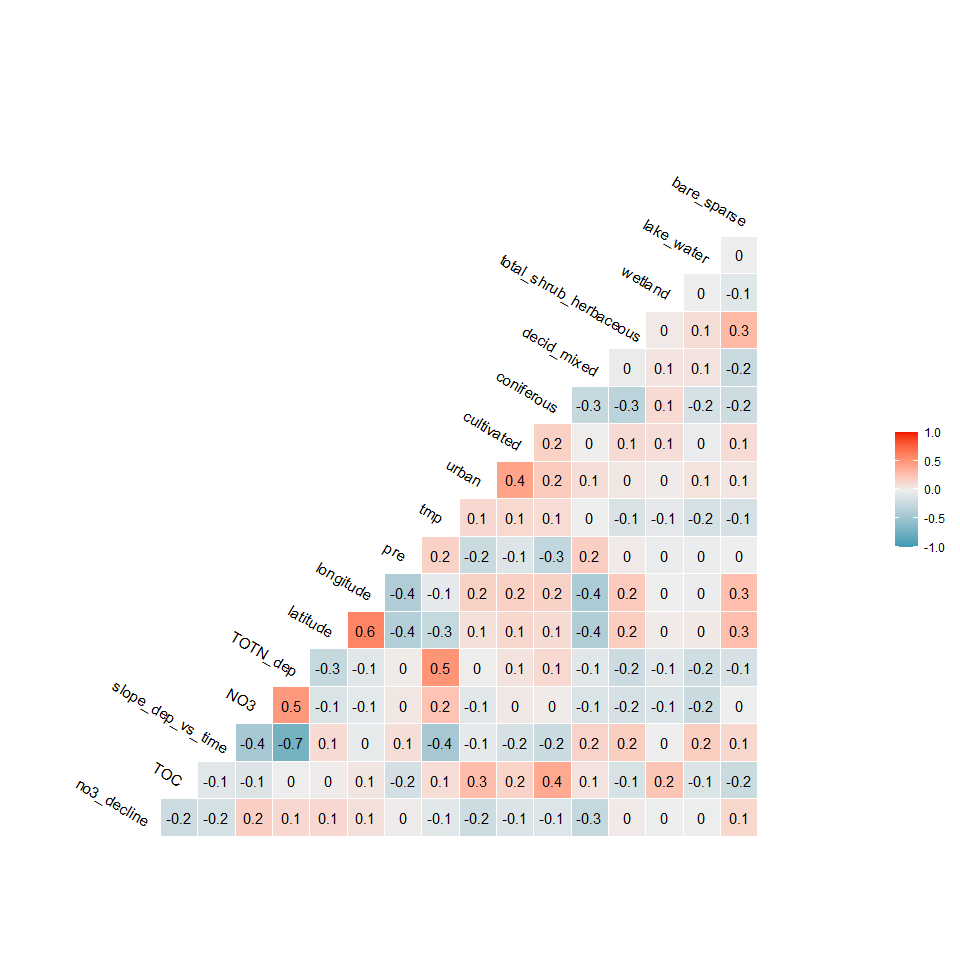 bare_sparse
lake_water 0
wetland 0 -0.1
total_shrub_herbaceous 0 0.1 0.3
decid_mixed 0 0.1 0.1 -0.2
coniferous -0.3 -0.3 0.1 -0.2 -0.2
cultivated 0.2 0 0.1 0.1 0 0.1
urban 0.4 0.2 0.1 0 0 0.1 0.1
tmp 0.1 0.1 0.1 0 -0.1 -0.1 -0.2 -0.1
pre 0.2 -0.2 -0.1 -0.3 0.2 0 0 0 0
longitude -0.4 -0.1 0.2 0.2 0.2 -0.4 0.2 0 0 0.3
latitude 0.6 -0.4 -0.3 0.1 0.1 0.1 -0.4 0.2 0 0 0.3
TOTN_dep -0.3 -0.1 0 0.5 0 0.1 0.1 -0.1 -0.2 -0.1 -0.2 -0.1
NO3 0.5 -0.1 -0.1 0 0.2 -0.1 0 0 -0.1 -0.2 -0.1 -0.2 0
slope_dep_vs_time -0.4 -0.7 0.1 0 0.1 -0.4 -0.1 -0.2 -0.2 0.2 0.2 0 0.2 0.1
TOC -0.1 -0.1 0 0 0.1 -0.2 0.1 0.3 0.2 0.4 0.1 -0.1 0.2 -0.1 -0.2
no3_decline -0.2 -0.2 0.2 0.1 0.1 0.1 0 -0.1 -0.2 -0.1 -0.1 -0.3 0 0 0 0.1
1.0
0.5
0.0
-0.5
-1.0